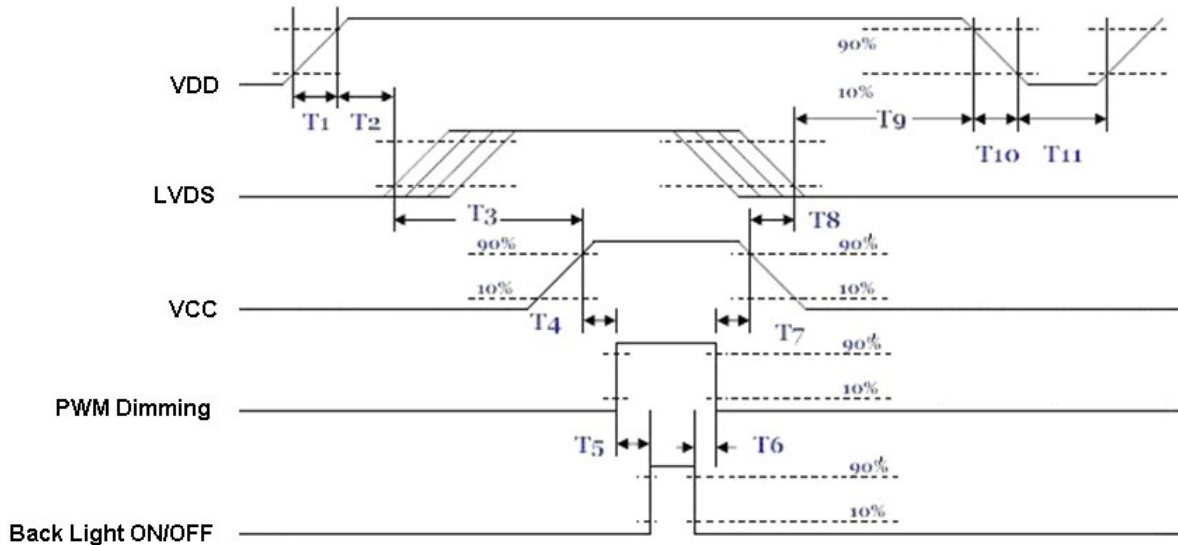 90%
VDD
10%
T1 T2 T9
T10 T11
LVDS
T3 T8
90% 90%
10% 10%
VCC
T4 T7
90%
10%
PWM Dimming
T5 T6
90%
10%
Back Light ON/OFF